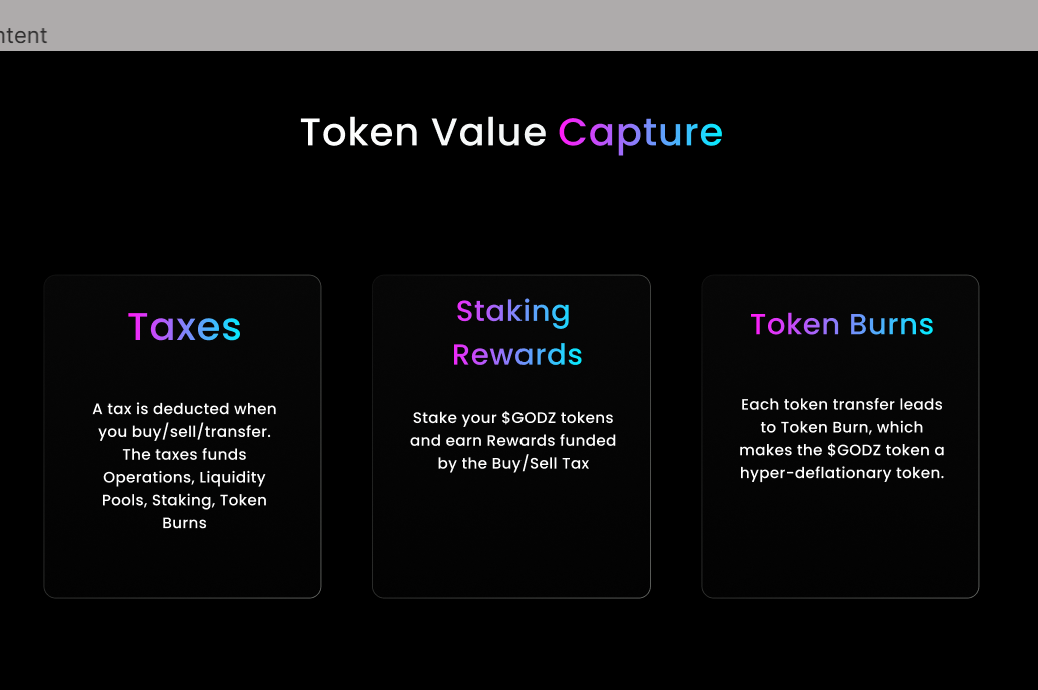 ntent
Token Value Capture
Taxes
A tax is deducted when
you buy/sell/transfer.
The taxes funds
Operations, Liquidity
Pools, Staking, Token
Burns
Staking
Rewards
Stake your $GODZ tokens
and earn Rewards funded
by the Buy/Sell Tax
Token Burns
Each token transfer leads
to Token Burn, which
makes the $GODZ token a
hyper-deflationary token.